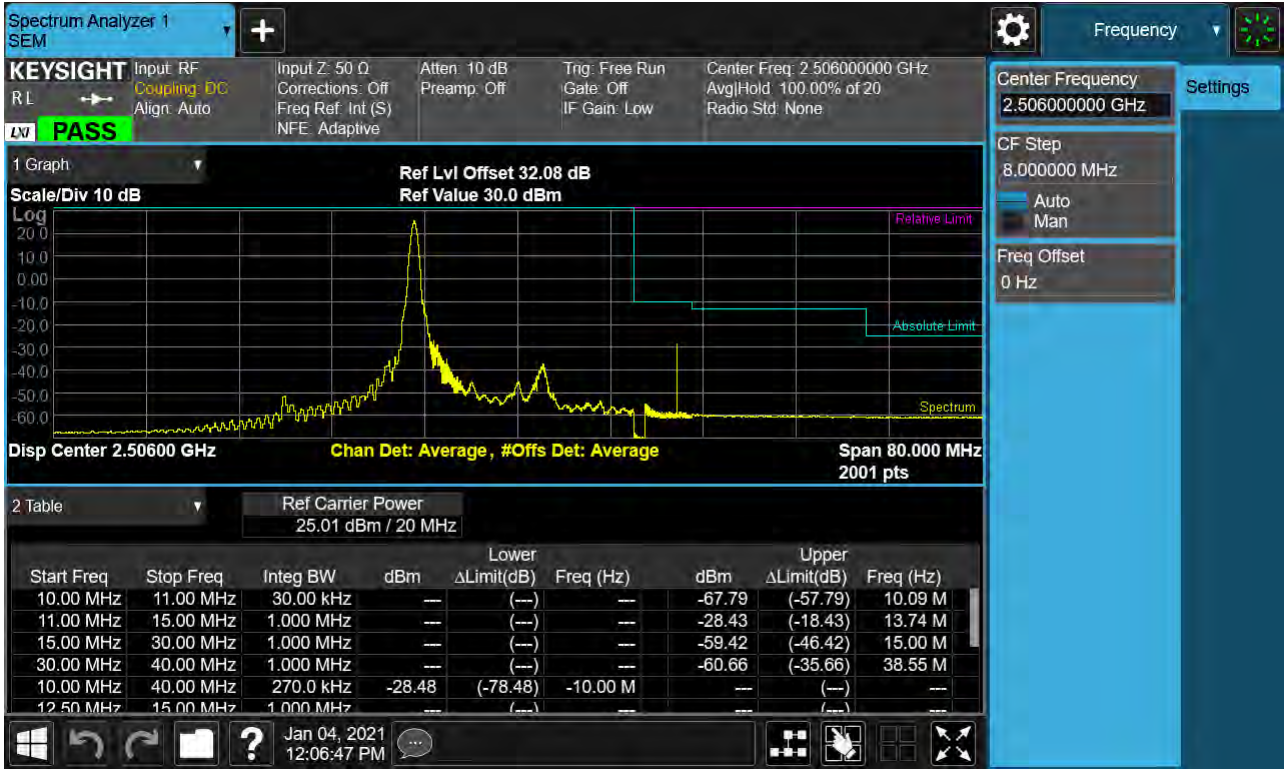 Spectrum Analyzer 1
SEM
+
Frequency
KEYSIGHT
R L
LXI
PASS
Input: RF
Coupling: DC
Align: Auto
Input Z: 50 Ω
Corrections: Off
Freq Ref: Int (S)
NFE: Adaptive
Atten: 10 dB
Preamp: Off
Trig: Free Run
Gate: Off
IF Gain: Low
Center Freq: 2.506000000 GHz
Avg|Hold: 100.00% of 20
Radio Std: None
Center Frequency
2.506000000 GHz
Settings
CF Step
8.000000 MHz
Auto
Man
Freq Offset
0 Hz
1 Graph
Scale/Div 10 dB
Ref Lvl Offset 32.08 dB
Ref Value 30.0 dBm
Log
Relative Limit
20.0
10.0
0.00
-10.0
-20.0
Absolute Limit
-30.0
-40.0
-50.0
Spectrum
-60.0
Disp Center 2.50600 GHz
Chan Det: Average, #Offs Det: Average
Span 80.000 MHz
2001 pts
2 Table
Ref Carrier Power
25.01 dBm / 20 MHz
Lower Upper
Start Freq Stop Freq Integ BW dBm ΔLimit(dB) Freq (Hz) dBm ΔLimit(dB) Freq (Hz)
10.00 MHz 11.00 MHz 30.00 kHz --- (---) --- -67.79 (-57.79) 10.09 M
11.00 MHz 15.00 MHz 1.000 MHz --- (---) --- -28.43 (-18.43) 13.74 M
15.00 MHz 30.00 MHz 1.000 MHz --- (---) --- -59.42 (-46.42) 15.00 M
30.00 MHz 40.00 MHz 1.000 MHz --- (---) --- -60.66 (-35.66) 38.55 M
10.00 MHz 40.00 MHz 270.0 kHz -28.48 (-78.48) -10.00 M --- (---) ---
12.50 MHz 15.00 MHz 1.000 MHz --- (---) --- --- (---) ---
?
Jan 04, 2021
12:06:47 PM